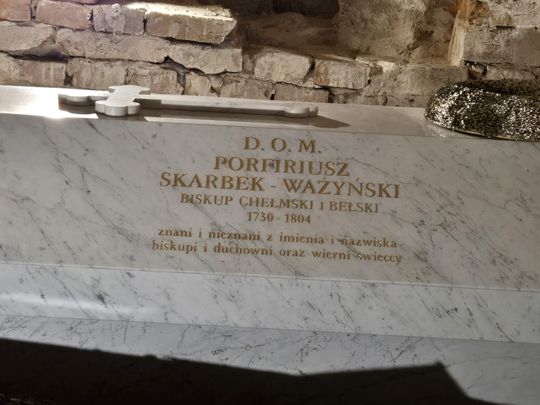 D. O. M.
PORFIRIUSZ
SKARBEK - WAŻYŃSKI
BISKUP CHEŁMSKI I BEŁSKI
1730 - 1804
znani i nieznani z imienia i nazwiska
biskupi i duchowni oraz wierni świeccy